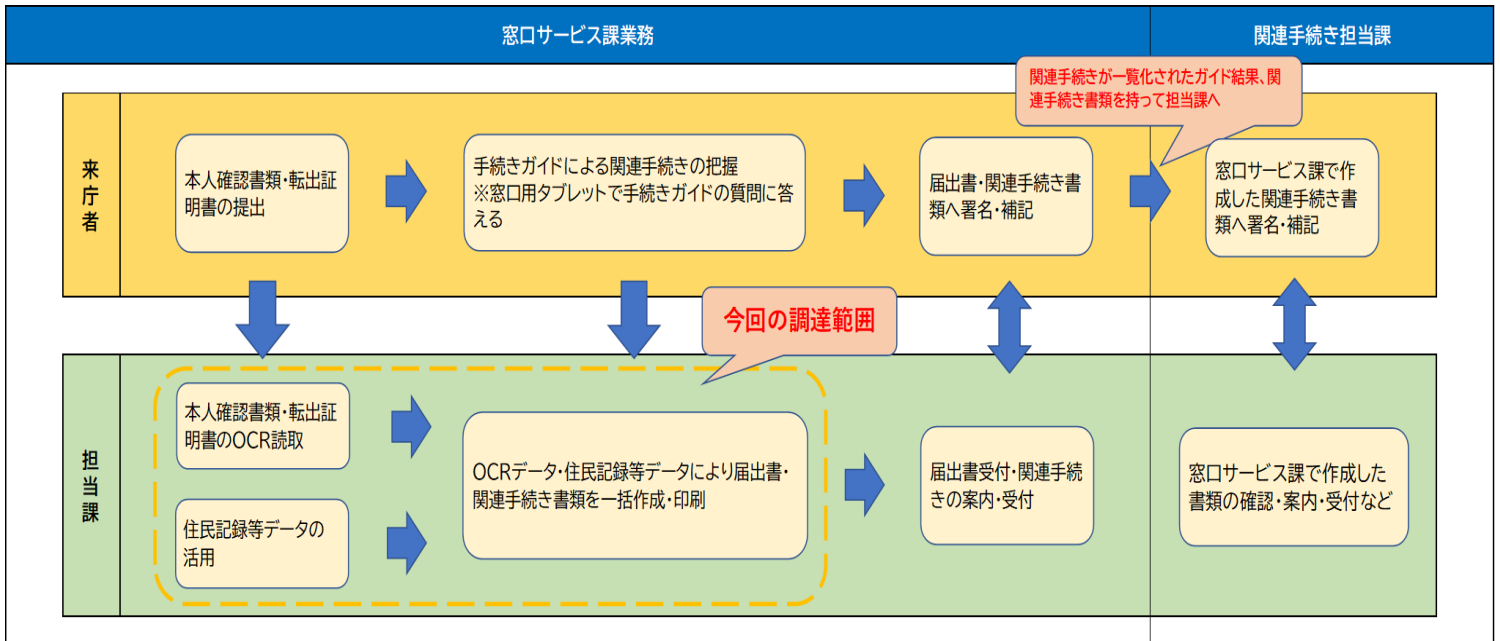 窓口サービス課業務
関連手続き担当課
関連手続きが一覧化されたガイド結果、関
連手続き書類を持って担当課へ
来庁者
本人確認書類・転出証
明書の提出
手続きガイドによる関連手続きの把握
※窓口用タブレットで手続きガイドの質問に答
える
届出書・関連手続き書
類へ署名・補記
窓口サービス課で作
成した関連手続き書
類へ署名・補記
今回の調達範囲
担当課
本人確認書類・転出証
明書のOCR読取
住民記録等データの
活用
OCRデータ・住民記録等データにより届出書・
関連手続き書類を一括作成・印刷
届出書受付・関連手続
きの案内・受付
窓口サービス課で作成した
書類の確認・案内・受付など